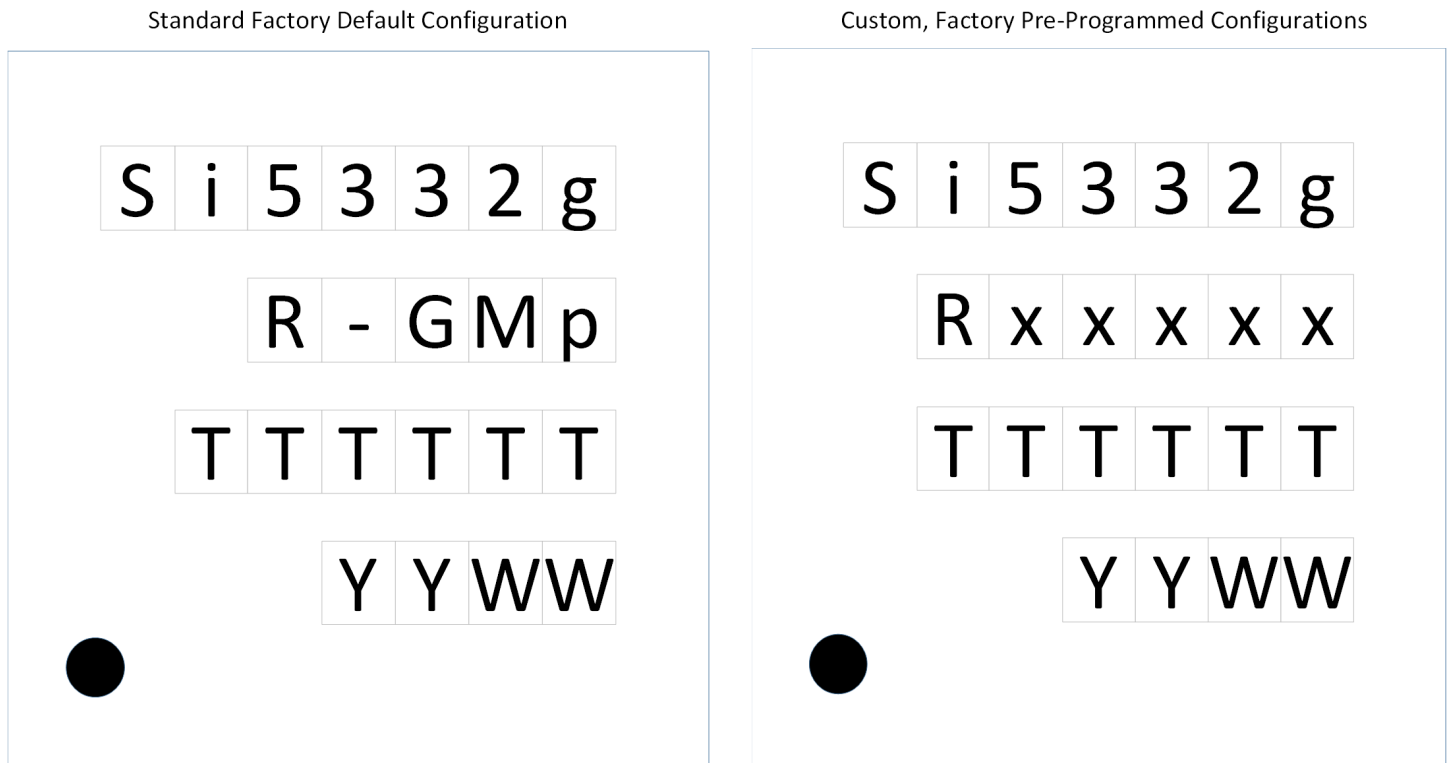 Standard Factory Default Configuration
Si5332g
R-GMp
TTTTTT
YYWW
Custom, Factory Pre-Programmed Configurations
Si5332g
Rxxxxx
TTTTTT
YYWW